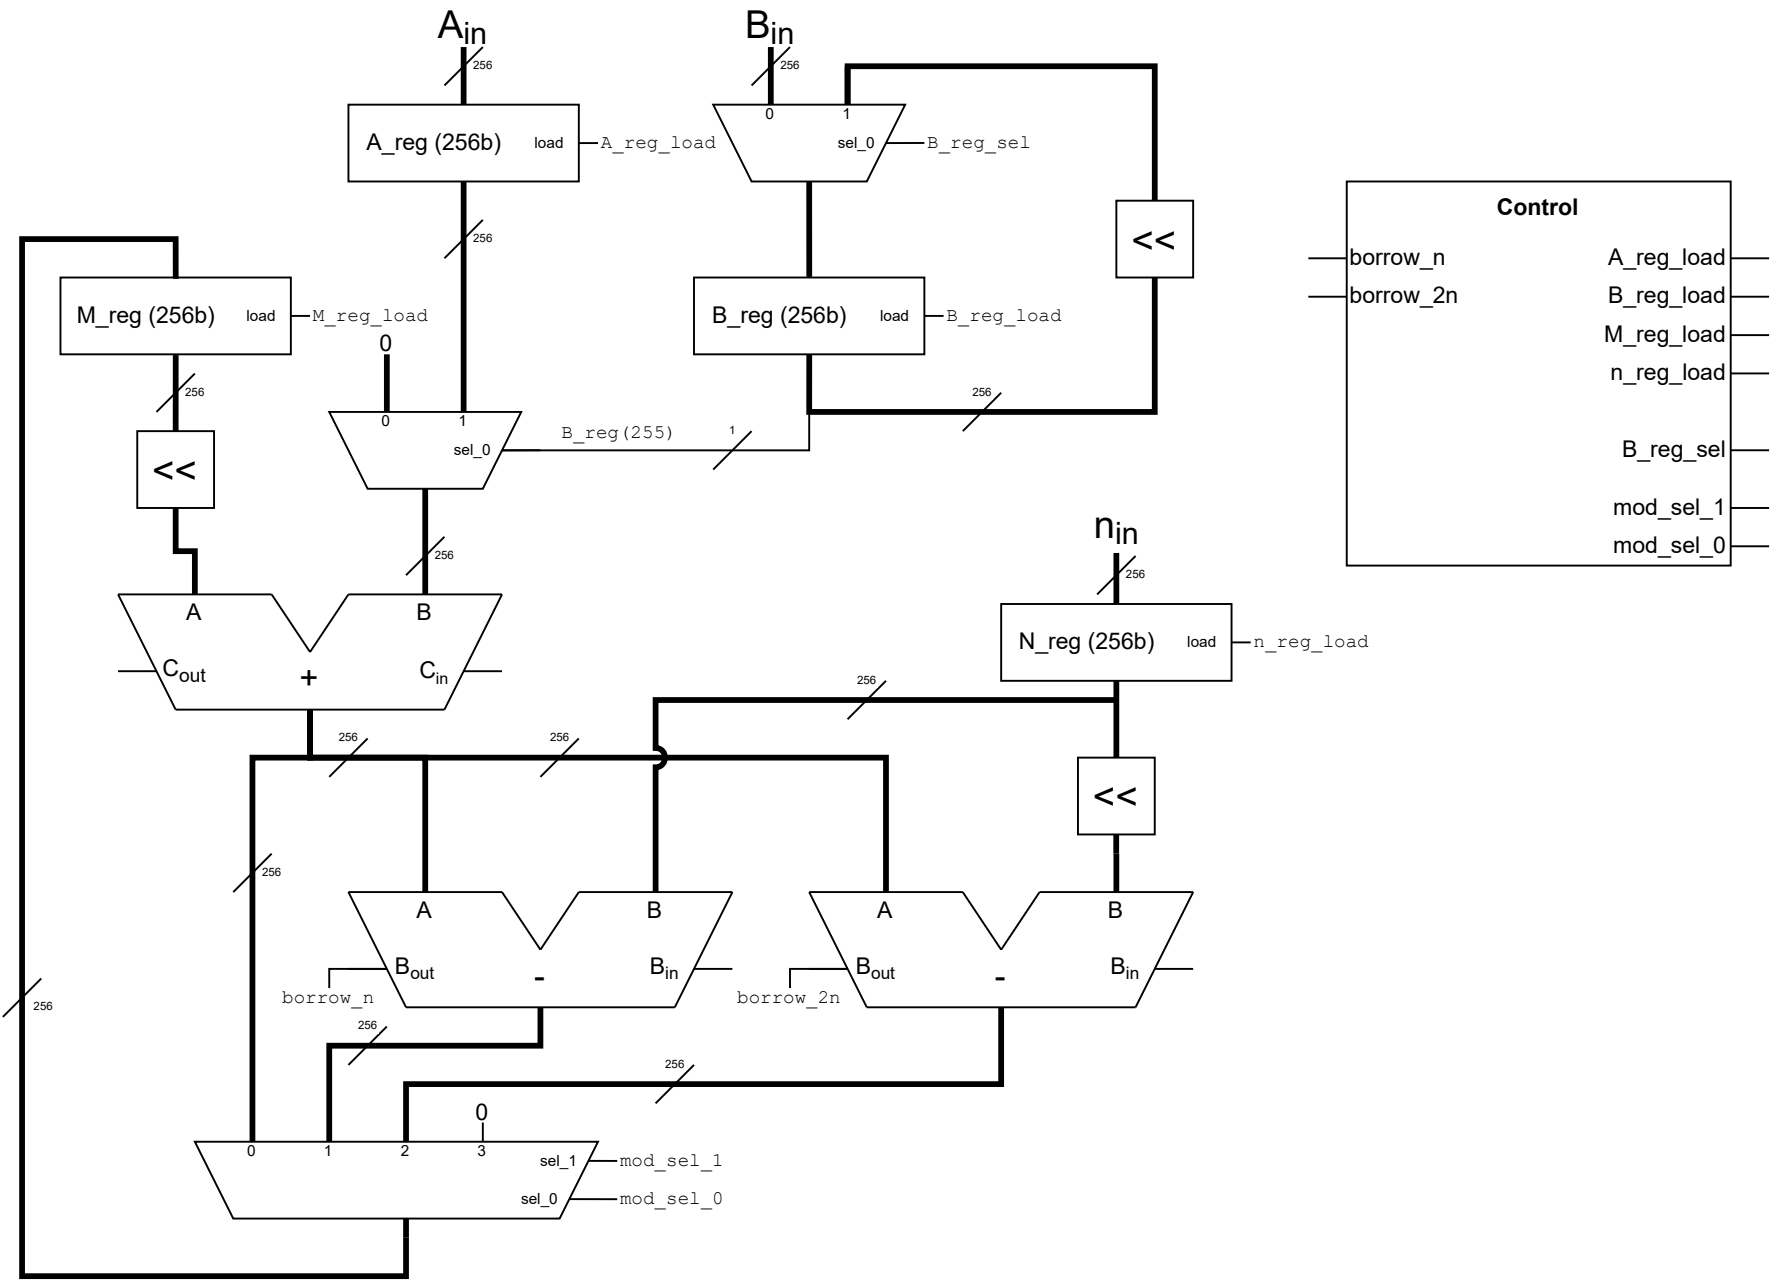 Ain
Bin
256
256
0
1
A_reg (256b)
load
A_reg_load
sel_0
B_reg_sel
Control
<<
256
borrow_n
A_reg_load
borrow_2n
B_reg_load
M_reg (256b)
load
M_reg_load
B_reg (256b)
load
B_reg_load
M_reg_load
0
n_reg_load
256
256
0
1
B_reg(255)
1
sel_0
B_reg_sel
<<
mod_sel_1
nin
mod_sel_0
256
256
A
B
N_reg (256b)
load
n_reg_load
Cout
+
Cin
256
256
256
<<
256
A
B
A
B
Bout
-
Bin
Bout
-
Bin
borrow_n
borrow_2n
256
256
256
0
0
1
2
3
sel_1
mod_sel_1
sel_0
mod_sel_0